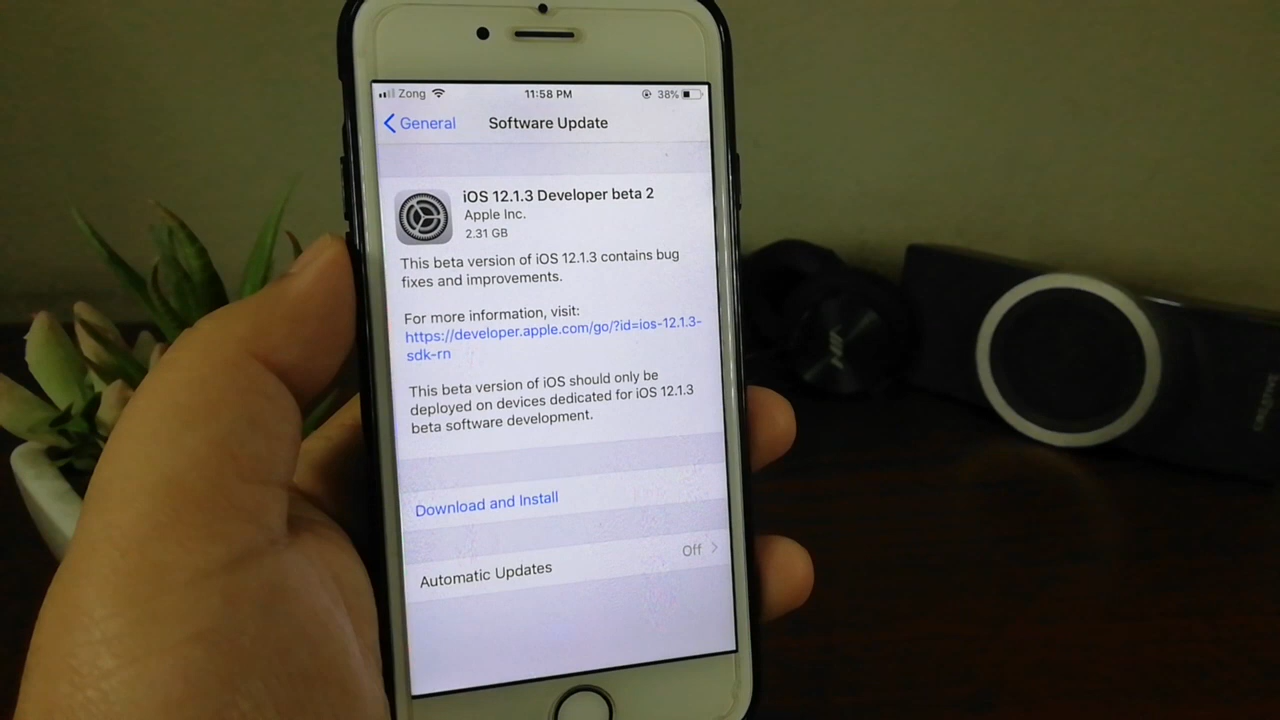 Zong 11:58 PM 38%
General Software Update
iOS 12.1.3 Developer beta 2
Apple Inc.
2.31 GB
This beta version of iOS 12.1.3 contains bug
fixes and improvements.
For more information, visit:
https://developer.apple.com/go/?id=ios-12.1.3-
sdk-rn
This beta version of iOS should only be
deployed on devices dedicated for iOS 12.1.3
beta software development.
Download and Install
Automatic Updates Off